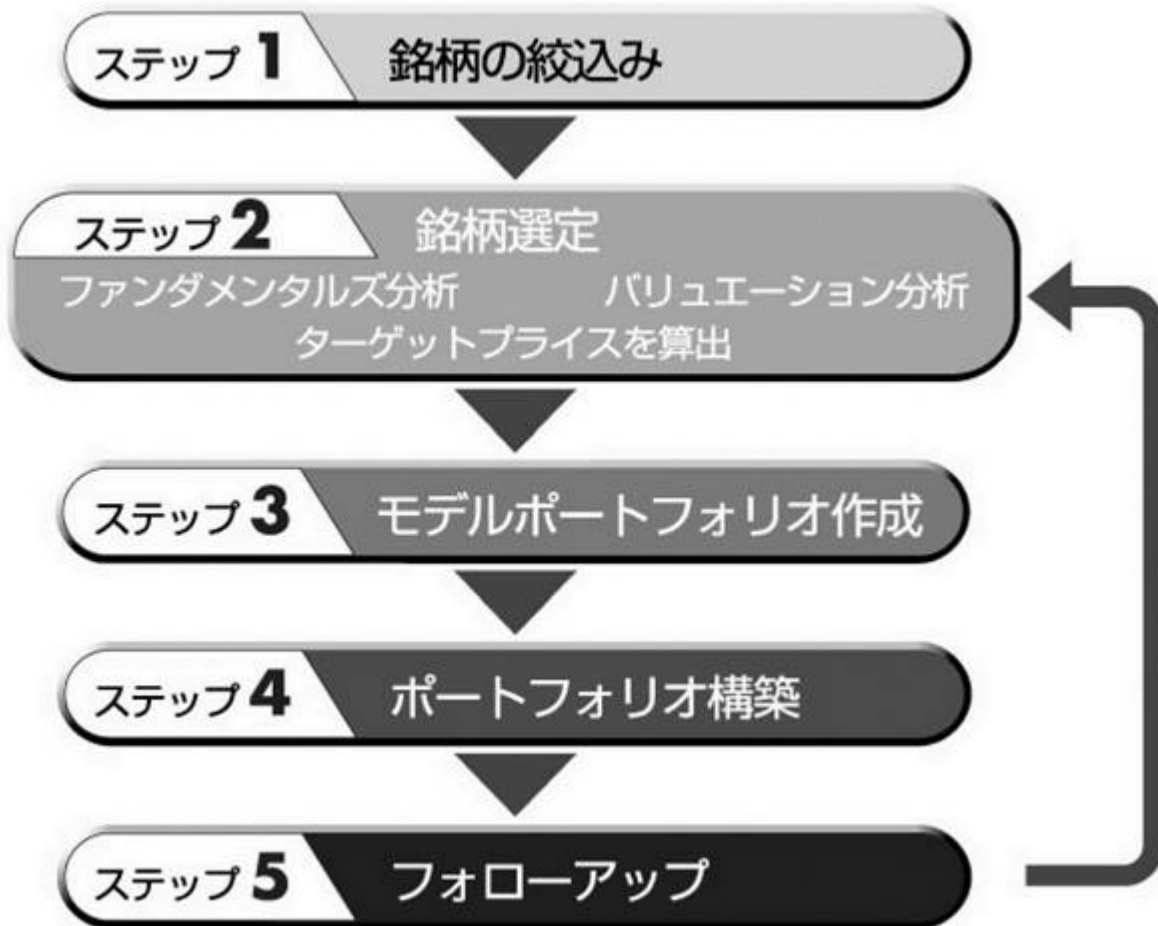 ステップ 1 銘柄の絞込み
ステップ 2 銘柄選定
ファンダメンタルズ分析 バリュエーション分析
ターゲットプライスを算出
ステップ 3 モデルポートフォリオ作成
ステップ 4 ポートフォリオ構築
ステップ 5 フォローアップ